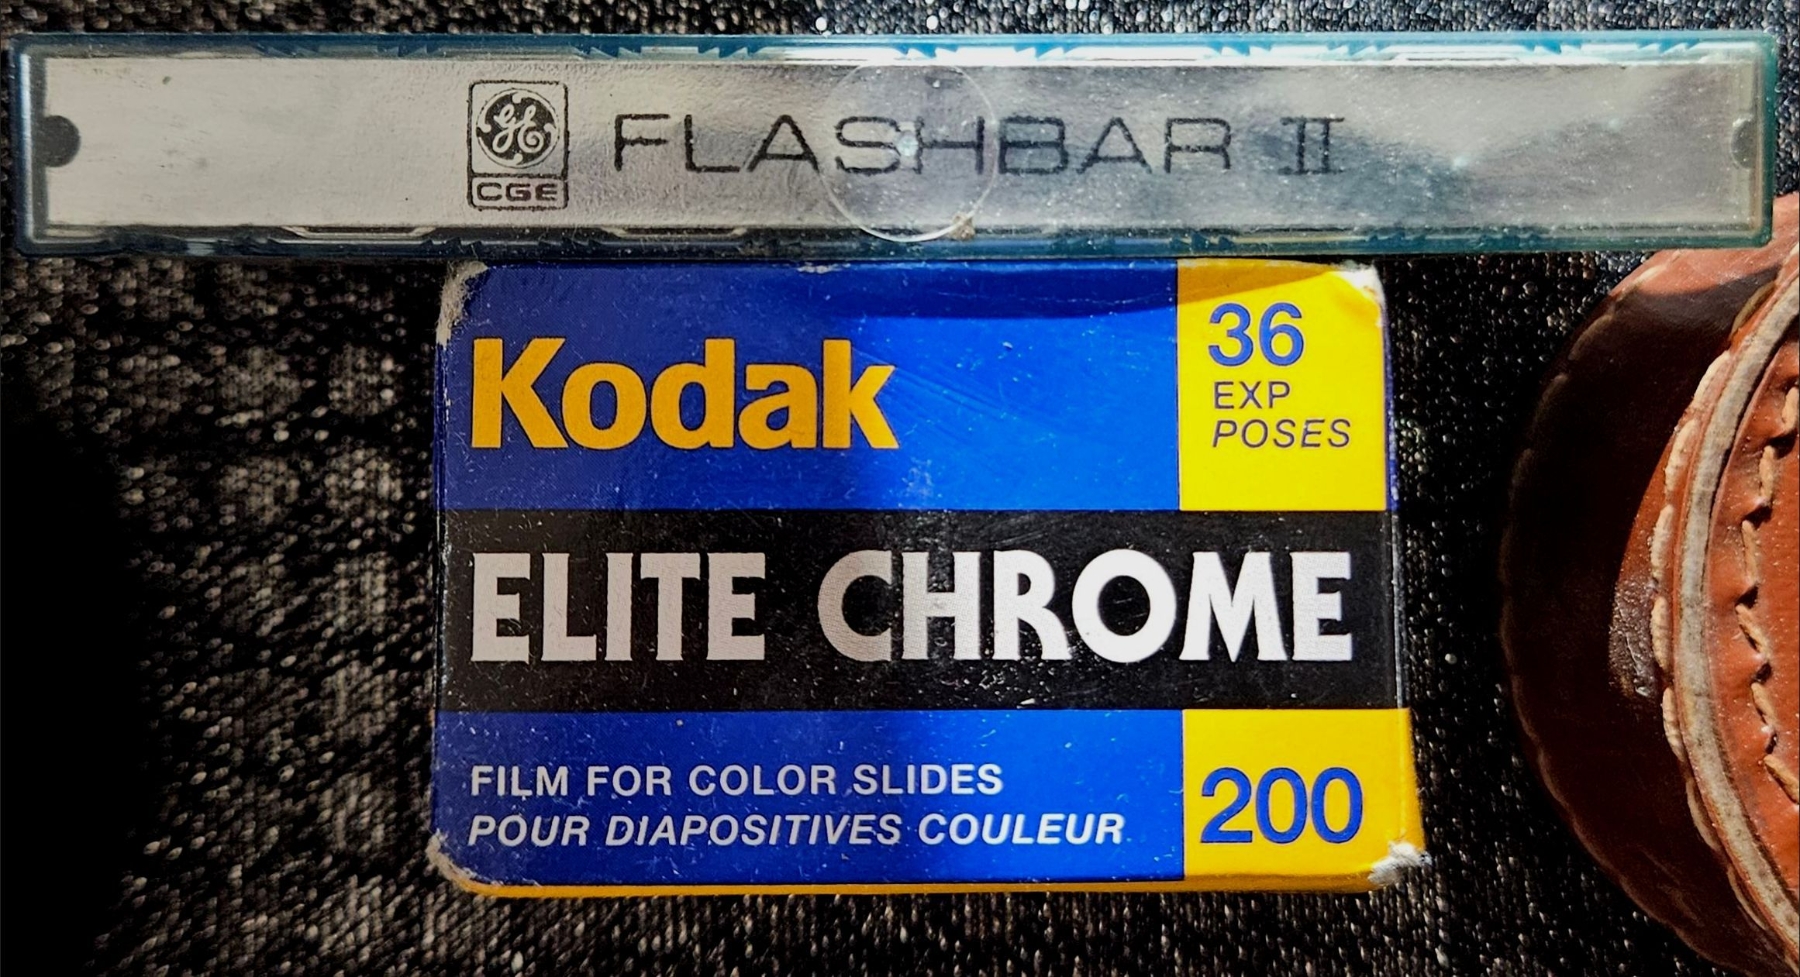 GE
CGE
FLASHBAR II
Kodak
36
EXP
POSES
ELITE CHROME
FILM FOR COLOR SLIDES
POUR DIAPOSITIVES COULEUR
200